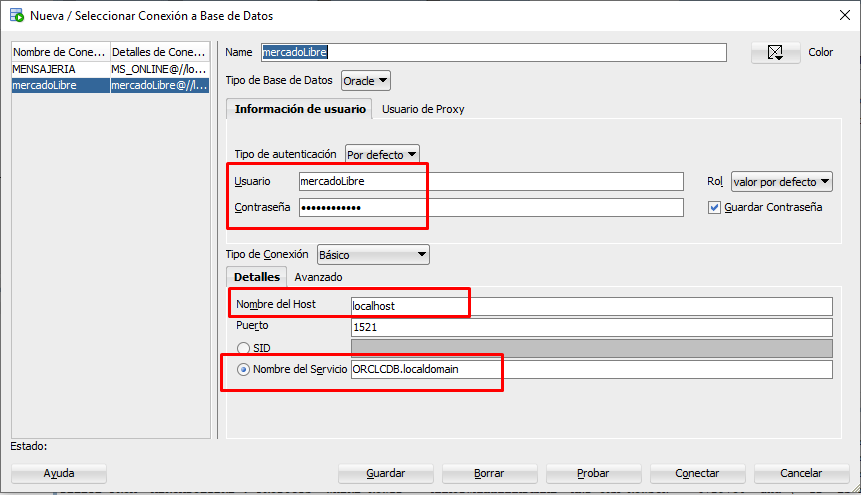 Nueva / Seleccionar Conexión a Base de Datos
Nombre de Cone... Detalles de Cone...
MENSAJERIA MS_ONLINE@//lo...
mercadoLibre mercadoLibre@//l...
Name mercadoLibre Color
Tipo de Base de Datos Oracle
Información de usuario Usuario de Proxy
Tipo de autenticación Por defecto
Usuario mercadoLibre Rol valor por defecto
Contraseña •••••••••••• Guardar Contraseña
Tipo de Conexión Básico
Detalles Avanzado
Nombre del Host localhost
Puerto 1521
SID
Nombre del Servicio ORCLCDB.localdomain
Estado:
Ayuda Guardar Borrar Probar Conectar Cancelar